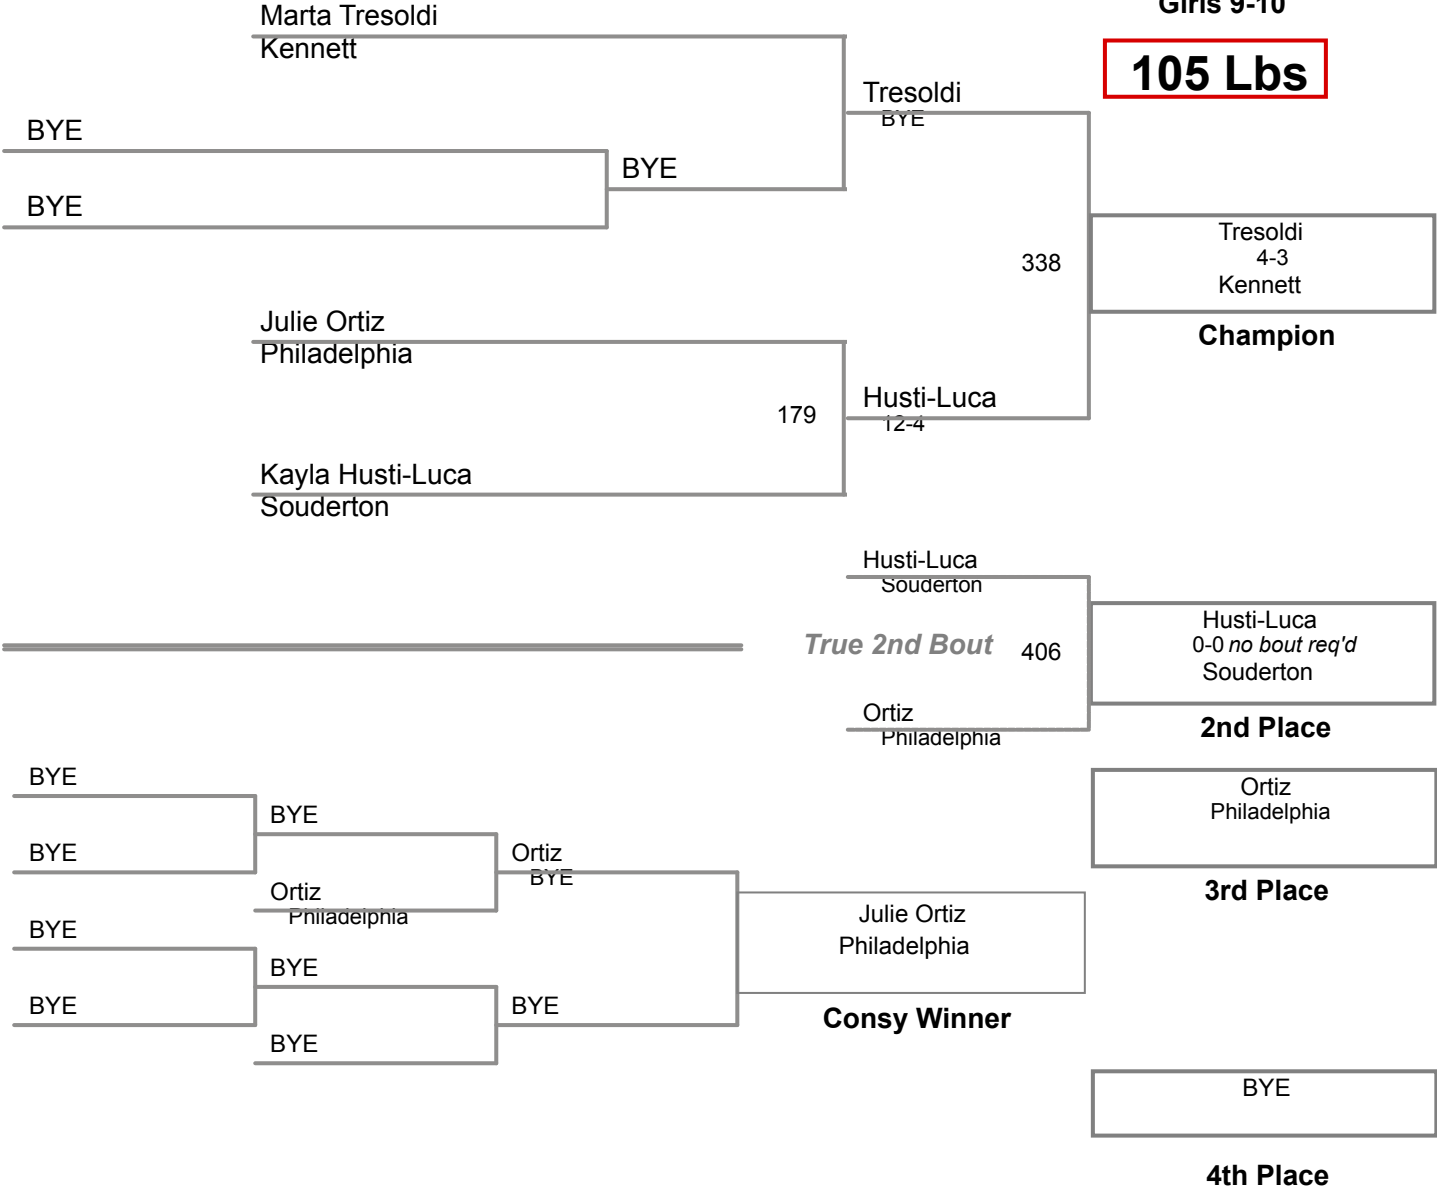 Girls 9-10
105 Lbs
Marta Tresoldi
Kennett
Tresoldi
BYE
BYE
BYE
BYE
338
Tresoldi
4-3
Kennett
Champion
Julie Ortiz
Philadelphia
179
Husti-Luca
12-4
Kayla Husti-Luca
Souderton
Husti-Luca
Souderton
True 2nd Bout
406
Husti-Luca
0-0 no bout req'd
Souderton
2nd Place
Ortiz
Philadelphia
Ortiz
Philadelphia
3rd Place
BYE
BYE
BYE
Ortiz
Philadelphia
Ortiz
BYE
BYE
BYE
BYE
BYE
BYE
Julie Ortiz
Philadelphia
Consy Winner
BYE
4th Place